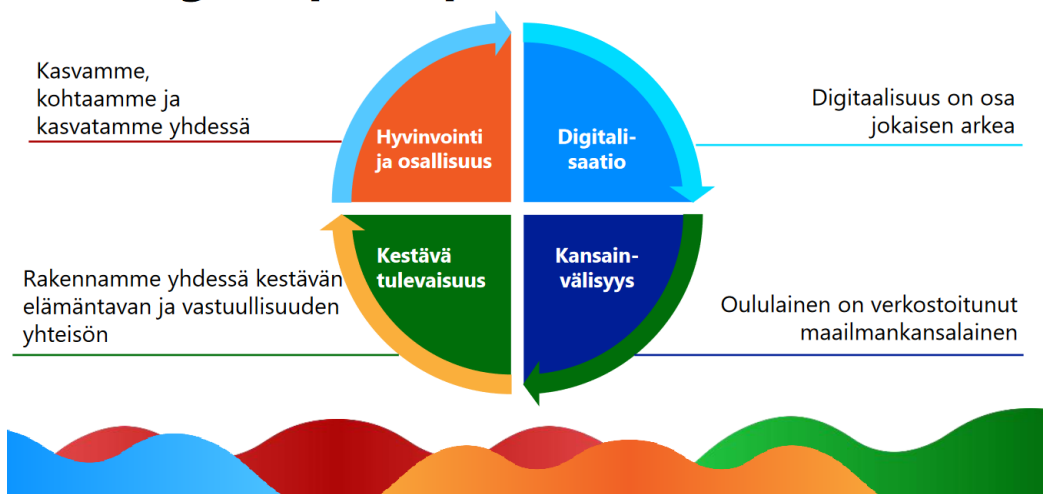 Kasvamme,
kohtaamme ja
kasvatamme yhdessä
Hyvinvointi
ja osallisuus
Digitali-
saatio
Digitaalisuus on osa
jokaisen arkea
Rakennamme yhdessä kestävän
elämäntavan ja vastuullisuuden
yhteisön
Kestävä
tulevaisuus
Kansain-
välisyys
Oululainen on verkostoitunut
maailmankansalainen